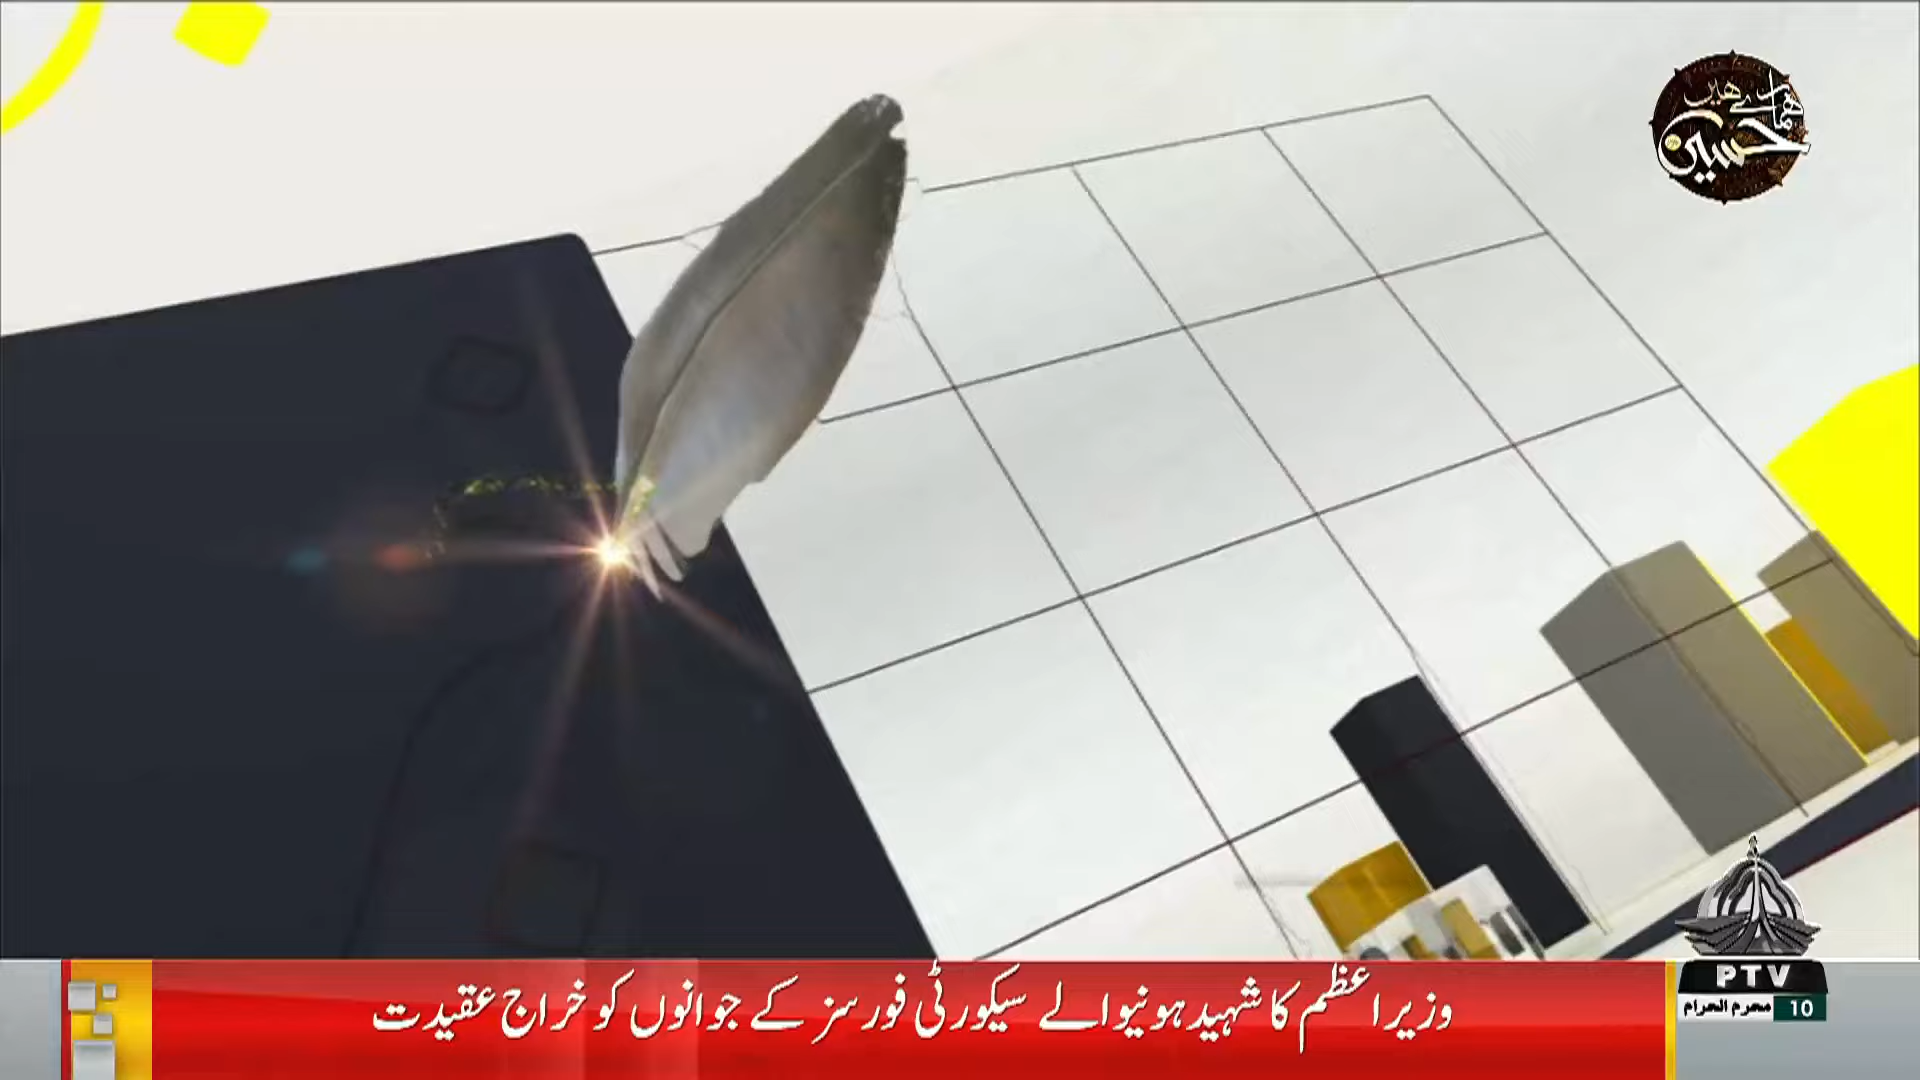 ہمارے ہیں
حسین
وزیراعظم کا شہید ہونیوالے سیکورٹی فورسز کے جوانوں کو خراج عقیدت
PTV
10 محرم الحرام